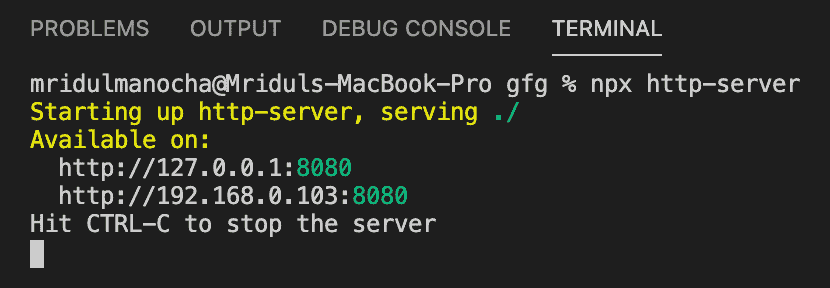 PROBLEMS OUTPUT DEBUG CONSOLE TERMINAL
mridulmanocha@Mriduls-MacBook-Pro gfg % npx http-server
Starting up http-server, serving ./
Available on:
  http://127.0.0.1:8080
  http://192.168.0.103:8080
Hit CTRL-C to stop the server